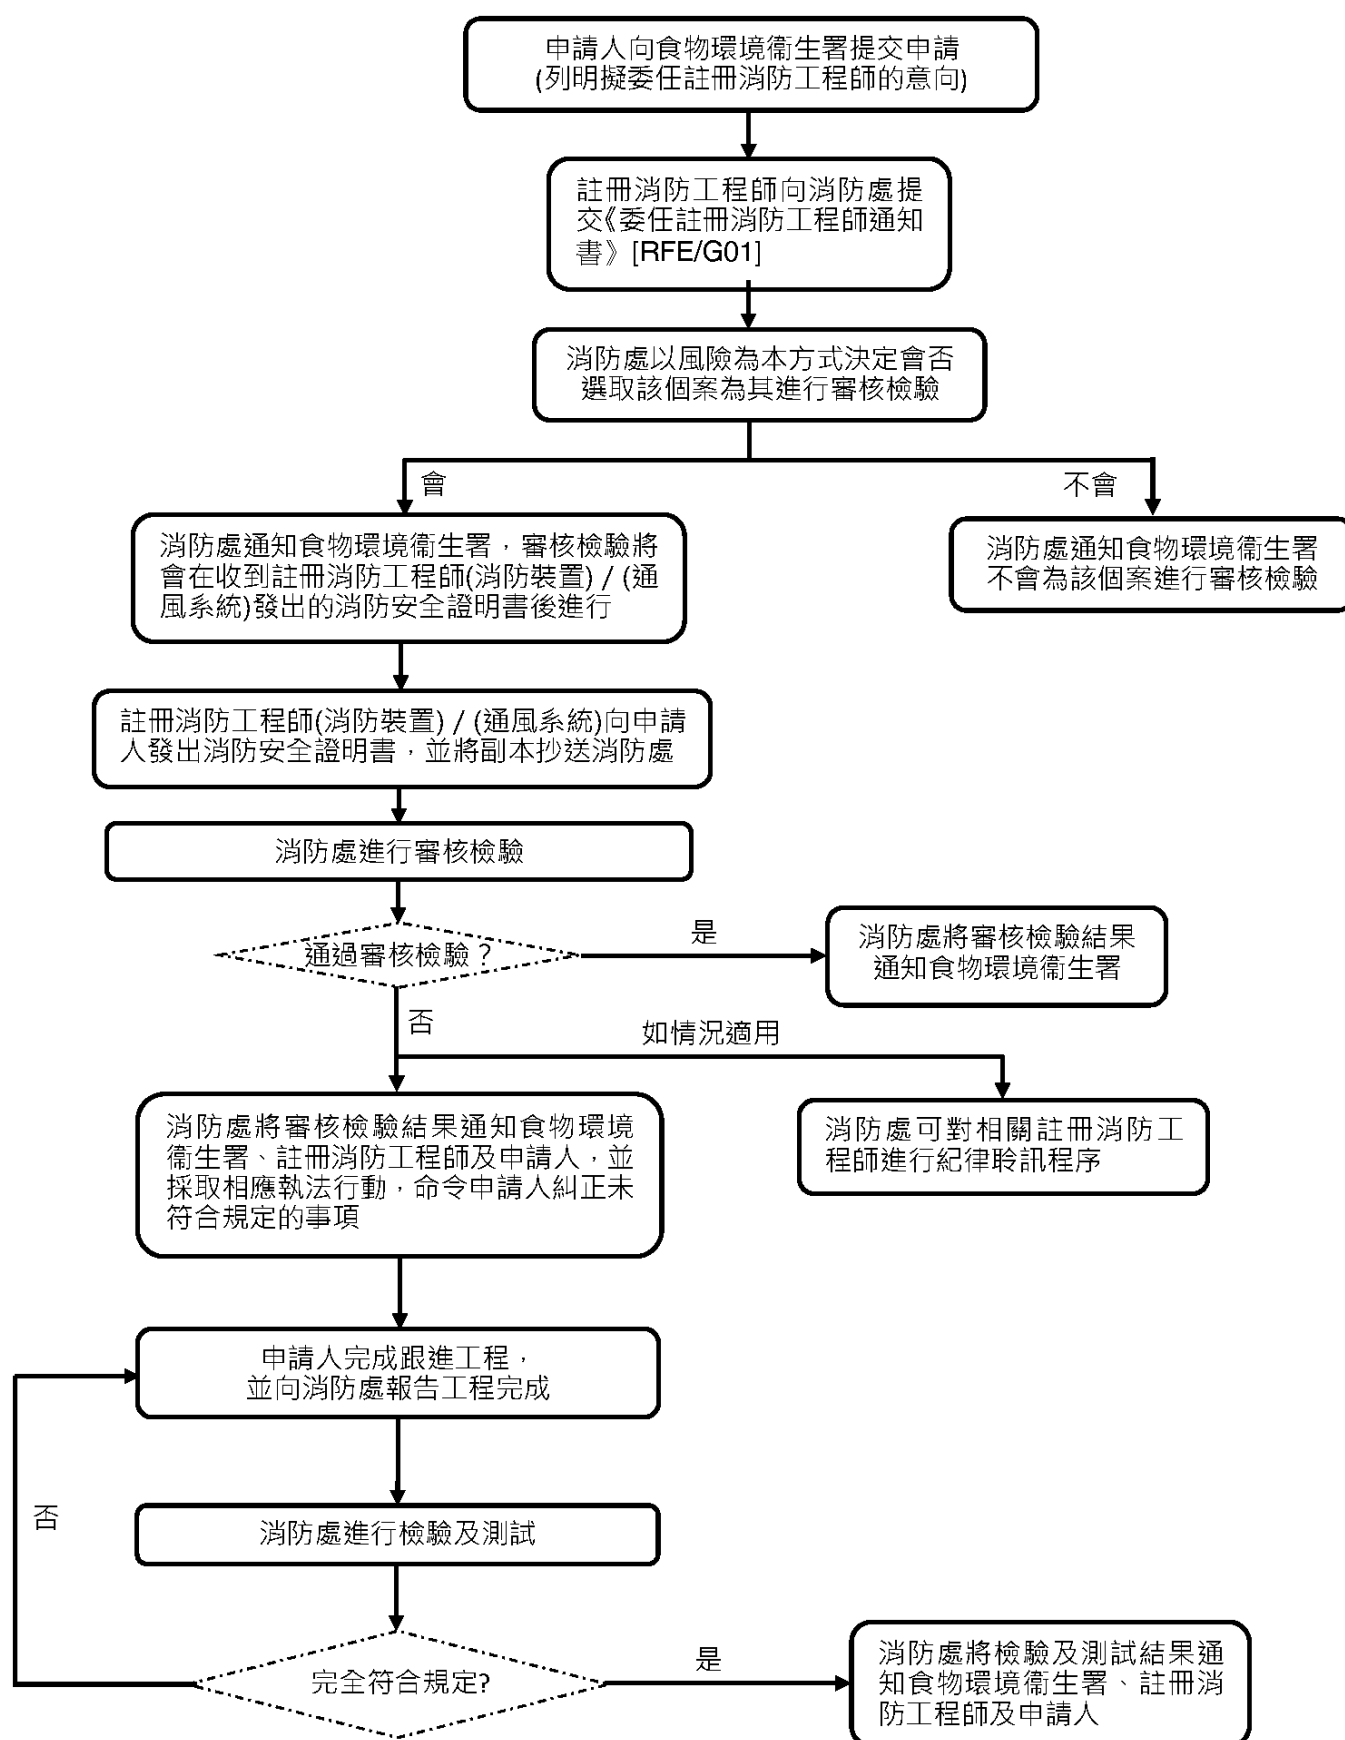 申請人向食物環境衞生署提交申請
(列明擬委任註冊消防工程師的意向)
註冊消防工程師向消防處提
交《委任註冊消防工程師通知
書》[RFE/G01]
消防處以風險為本方式決定會否
選取該個案為其進行審核檢驗
會
不會
消防處通知食物環境衞生署，審核檢驗將
會在收到註冊消防工程師(消防裝置) / (通
風系統)發出的消防安全證明書後進行
消防處通知食物環境衞生署
不會為該個案進行審核檢驗
註冊消防工程師(消防裝置) / (通風系統)向申請
人發出消防安全證明書，並將副本抄送消防處
消防處進行審核檢驗
通過審核檢驗？
是
消防處將審核檢驗結果
通知食物環境衞生署
否
如情況適用
消防處將審核檢驗結果通知食物環境
衞生署、註冊消防工程師及申請人，並
採取相應執法行動，命令申請人糾正未
符合規定的事項
消防處可對相關註冊消防工
程師進行紀律聆訊程序
申請人完成跟進工程，
並向消防處報告工程完成
否
消防處進行檢驗及測試
完全符合規定?
是
消防處將檢驗及測試結果通
知食物環境衞生署、註冊消
防工程師及申請人